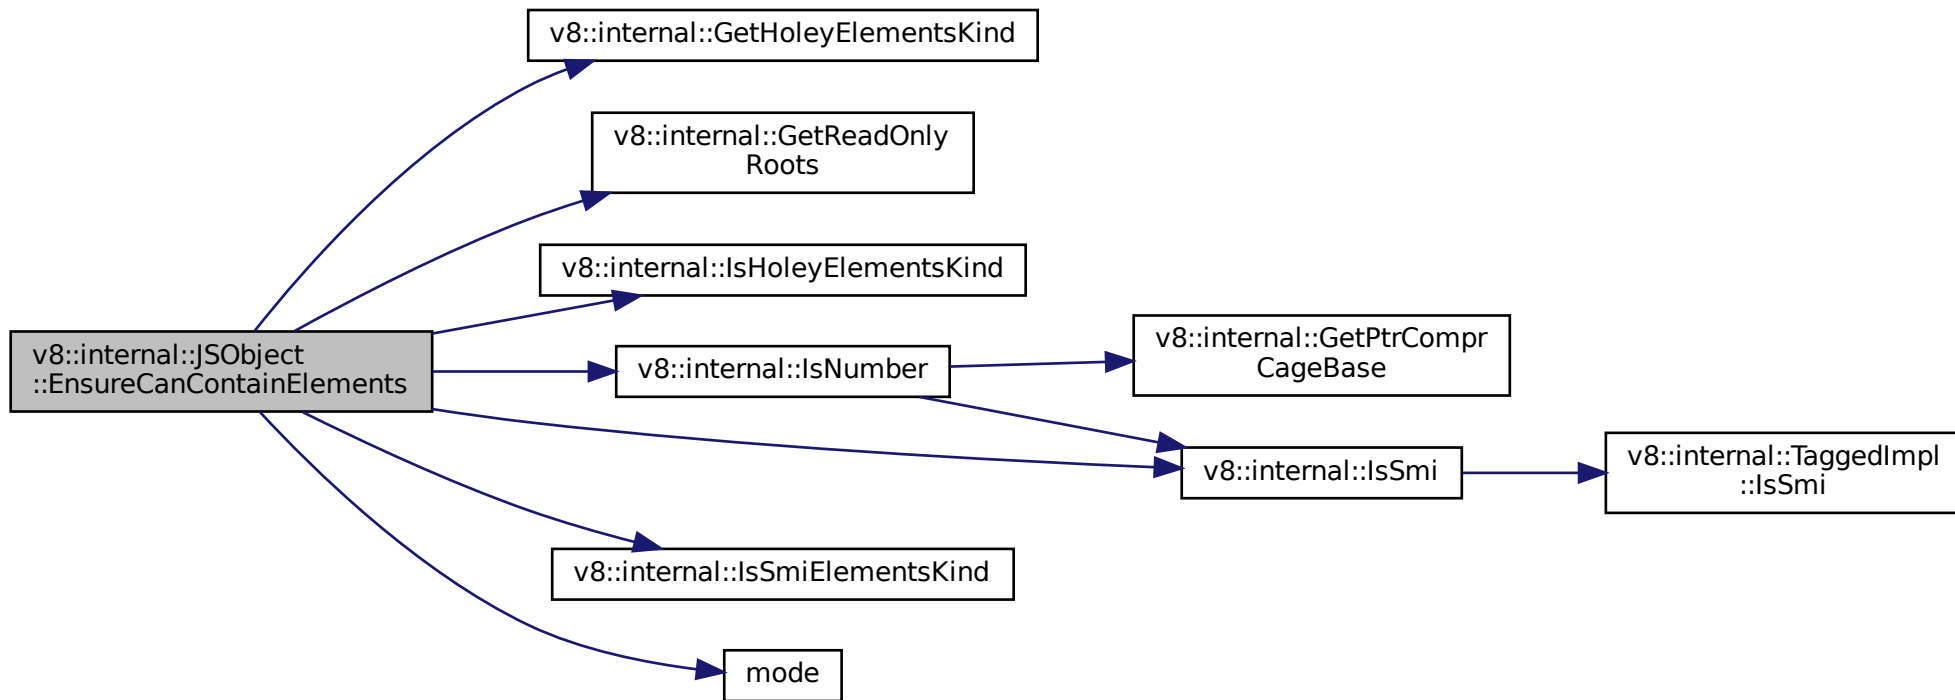 v8::internal::GetHoleyElementsKind
v8::internal::GetReadOnly
Roots
v8::internal::IsHoleyElementsKind
v8::internal::JSObject
::EnsureCanContainElements
v8::internal::IsNumber
v8::internal::GetPtrCompr
CageBase
v8::internal::IsSmi
v8::internal::TaggedImpl
::IsSmi
v8::internal::IsSmiElementsKind
mode